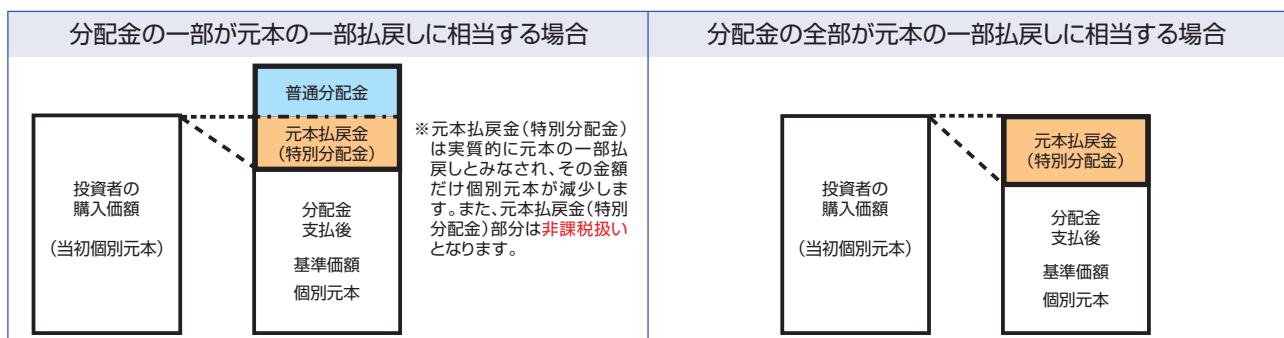 分配金の一部が元本の一部払戻しに相当する場合
投資者の
購入価額
(当初個別元本)
普通分配金
元本払戻金
(特別分配金)
分配金
支払後
基準価額
個別元本
※元本払戻金(特別分配金)
は実質的に元本の一部払
戻しとみなされ、その金額
だけ個別元本が減少しま
す。また、元本払戻金(特別
分配金)部分は非課税扱い
となります。
分配金の全部が元本の一部払戻しに相当する場合
投資者の
購入価額
(当初個別元本)
元本払戻金
(特別分配金)
分配金
支払後
基準価額
個別元本